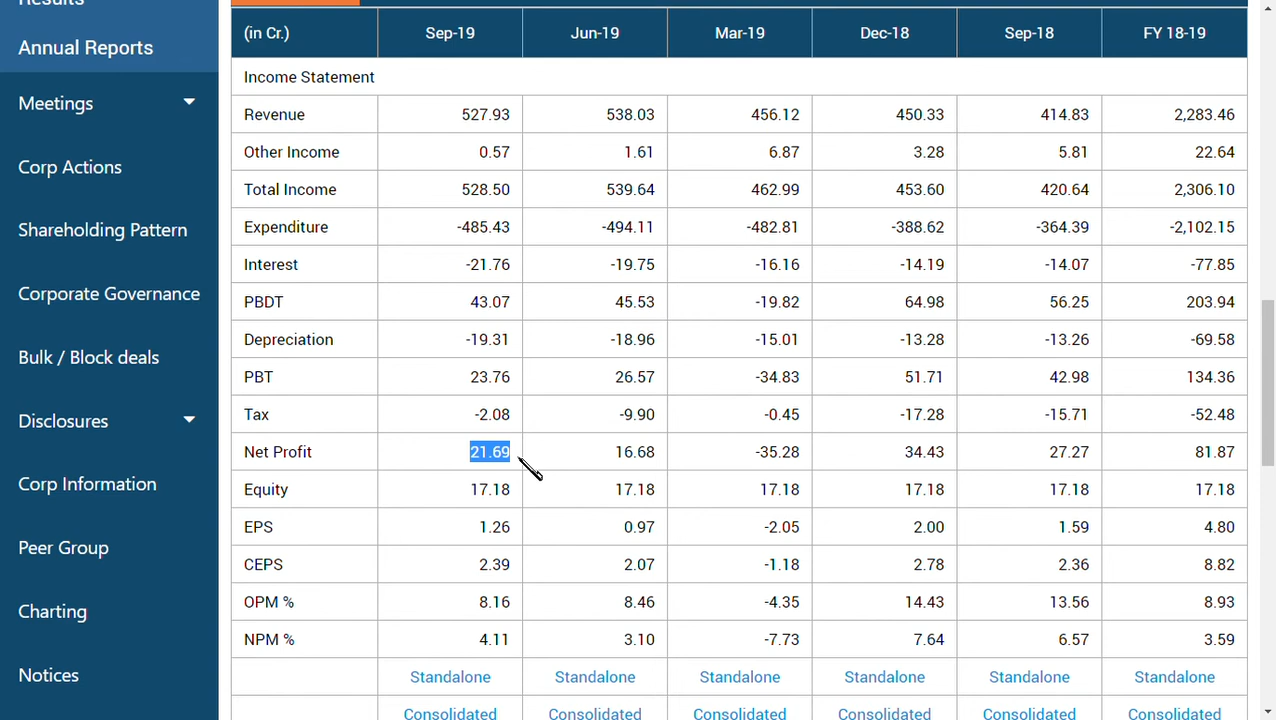 Results
Annual Reports
Meetings
Corp Actions
Shareholding Pattern
Corporate Governance
Bulk / Block deals
Disclosures
Corp Information
Peer Group
Charting
Notices
(in Cr.) Sep-19 Jun-19 Mar-19 Dec-18 Sep-18 FY 18-19
Income Statement
Revenue 527.93 538.03 456.12 450.33 414.83 2,283.46
Other Income 0.57 1.61 6.87 3.28 5.81 22.64
Total Income 528.50 539.64 462.99 453.60 420.64 2,306.10
Expenditure -485.43 -494.11 -482.81 -388.62 -364.39 -2,102.15
Interest -21.76 -19.75 -16.16 -14.19 -14.07 -77.85
PBDT 43.07 45.53 -19.82 64.98 56.25 203.94
Depreciation -19.31 -18.96 -15.01 -13.28 -13.26 -69.58
PBT 23.76 26.57 -34.83 51.71 42.98 134.36
Tax -2.08 -9.90 -0.45 -17.28 -15.71 -52.48
Net Profit 21.69 16.68 -35.28 34.43 27.27 81.87
Equity 17.18 17.18 17.18 17.18 17.18 17.18
EPS 1.26 0.97 -2.05 2.00 1.59 4.80
CEPS 2.39 2.07 -1.18 2.78 2.36 8.82
OPM % 8.16 8.46 -4.35 14.43 13.56 8.93
NPM % 4.11 3.10 -7.73 7.64 6.57 3.59
Standalone Standalone Standalone Standalone Standalone Standalone
Consolidated Consolidated Consolidated Consolidated Consolidated Consolidated